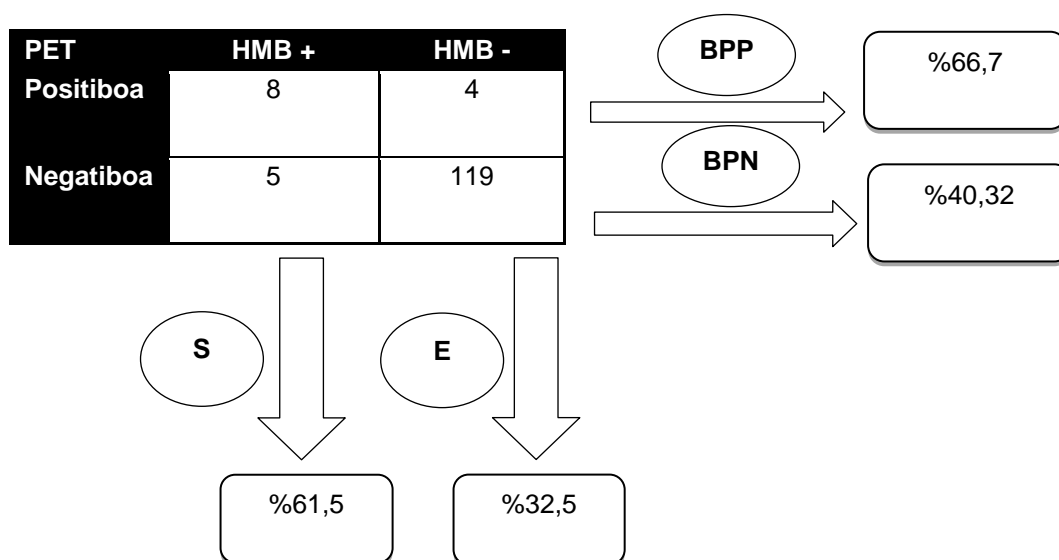 PET HMB + HMB -
Positiboa 8 4
Negatiboa 5 119
BPP
%66,7
BPN
%40,32
S
E
%61,5
%32,5